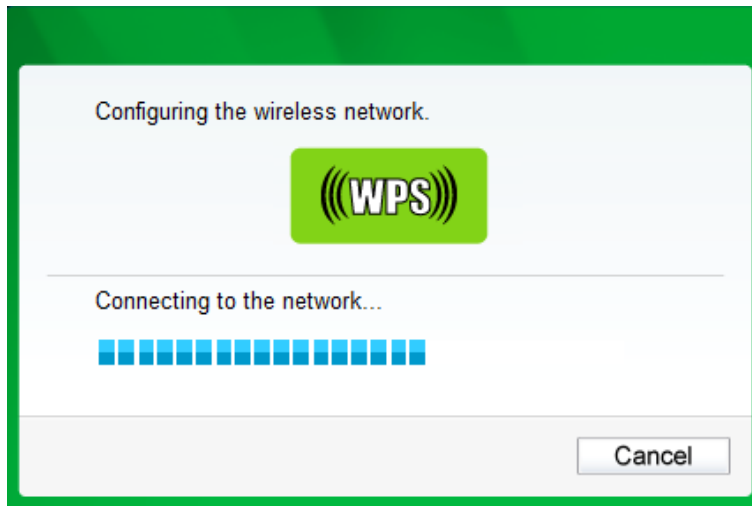 Configuring the wireless network.
(((WPS)))
Connecting to the network...
Cancel